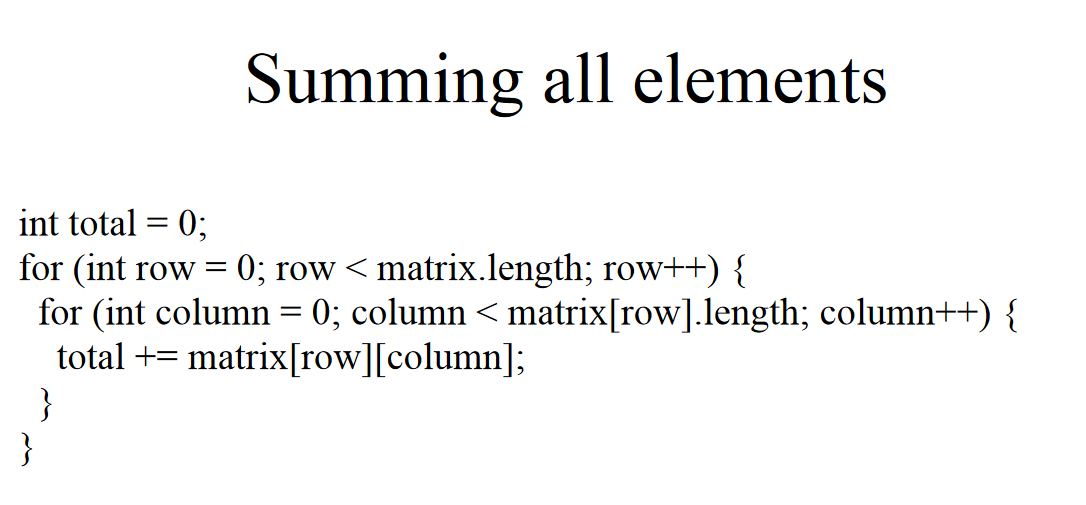 Summing all elements
int total = 0;
for (int row = 0; row < matrix.length; row++) {
  for (int column = 0; column < matrix[row].length; column++) {
    total += matrix[row][column];
  }
}